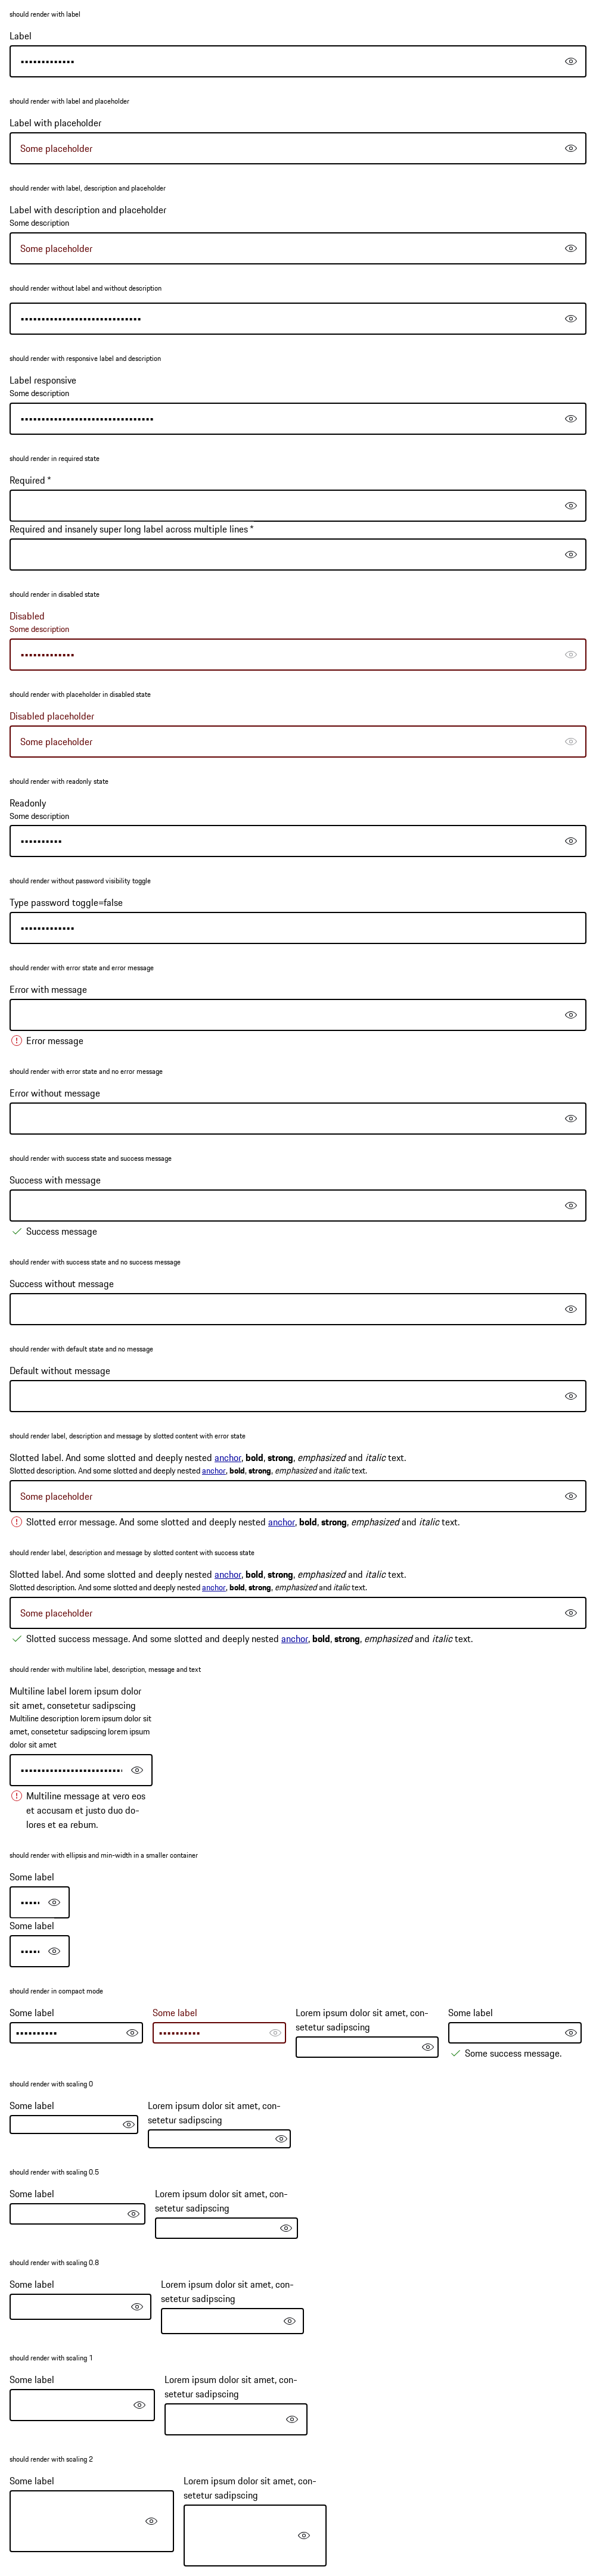 should render with label
Label
•••••••••••••
should render with label and placeholder
Label with placeholder
Some placeholder
should render with label, description and placeholder
Label with description and placeholder
Some description
Some placeholder
should render without label and without description
•••••••••••••••••••••••••••••
should render with responsive label and description
Label responsive
Some description
••••••••••••••••••••••••••••••••
should render in required state
Required *
Required and insanely super long label across multiple lines *
should render in disabled state
Disabled
Some description
•••••••••••••
should render with placeholder in disabled state
Disabled placeholder
Some placeholder
should render with readonly state
Readonly
Some description
••••••••••
should render without password visibility toggle
Type password toggle=false
•••••••••••••
should render with error state and error message
Error with message
Error message
should render with error state and no error message
Error without message
should render with success state and success message
Success with message
Success message
should render with success state and no success message
Success without message
should render with default state and no message
Default without message
should render label, description and message by slotted content with error state
Slotted label. And some slotted and deeply nested anchor, bold, strong, emphasized and italic text.
Slotted description. And some slotted and deeply nested anchor, bold, strong, emphasized and italic text.
Some placeholder
Slotted error message. And some slotted and deeply nested anchor, bold, strong, emphasized and italic text.
should render label, description and message by slotted content with success state
Slotted label. And some slotted and deeply nested anchor, bold, strong, emphasized and italic text.
Slotted description. And some slotted and deeply nested anchor, bold, strong, emphasized and italic text.
Some placeholder
Slotted success message. And some slotted and deeply nested anchor, bold, strong, emphasized and italic text.
should render with multiline label, description, message and text
Multiline label lorem ipsum dolor
sit amet, consetetur sadipscing
Multiline description lorem ipsum dolor sit
amet, consetetur sadipscing lorem ipsum
dolor sit amet
•••••••••••••••••••••••••
Multiline message at vero eos
et accusam et justo duo do-
lores et ea rebum.
should render with ellipsis and min-width in a smaller container
Some label
•••••
Some label
•••••
should render in compact mode
Some label
••••••••••
Some label
••••••••••
Lorem ipsum dolor sit amet, con-
setetur sadipscing
Some label
Some success message.
should render with scaling 0
Some label
Lorem ipsum dolor sit amet, con-
setetur sadipscing
should render with scaling 0.5
Some label
Lorem ipsum dolor sit amet, con-
setetur sadipscing
should render with scaling 0.8
Some label
Lorem ipsum dolor sit amet, con-
setetur sadipscing
should render with scaling 1
Some label
Lorem ipsum dolor sit amet, con-
setetur sadipscing
should render with scaling 2
Some label
Lorem ipsum dolor sit amet, con-
setetur sadipscing